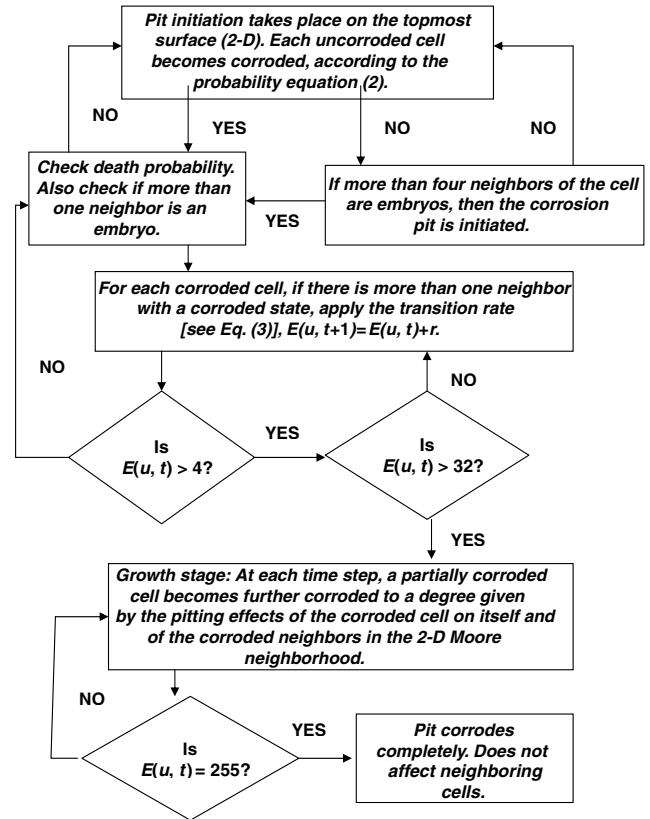 Pit initiation takes place on the topmost
surface (2-D). Each uncorroded cell
becomes corroded, according to the
probability equation (2).
NO
YES
NO
NO
Check death probability.
Also check if more than
one neighbor is an
embryo.
YES
If more than four neighbors of the cell
are embryos, then the corrosion
pit is initiated.
For each corroded cell, if there is more than one neighbor
with a corroded state, apply the transition rate
[see Eq. (3)], E(u, t+1)=E(u, t)+r.
NO
NO
Is
E(u, t) > 4?
YES
Is
E(u, t) > 32?
YES
Growth stage: At each time step, a partially corroded
cell becomes further corroded to a degree given
by the pitting effects of the corroded cell on itself and
of the corroded neighbors in the 2-D Moore
neighborhood.
NO
Is
E(u, t) = 255?
YES
Pit corrodes
completely. Does not
affect neighboring
cells.